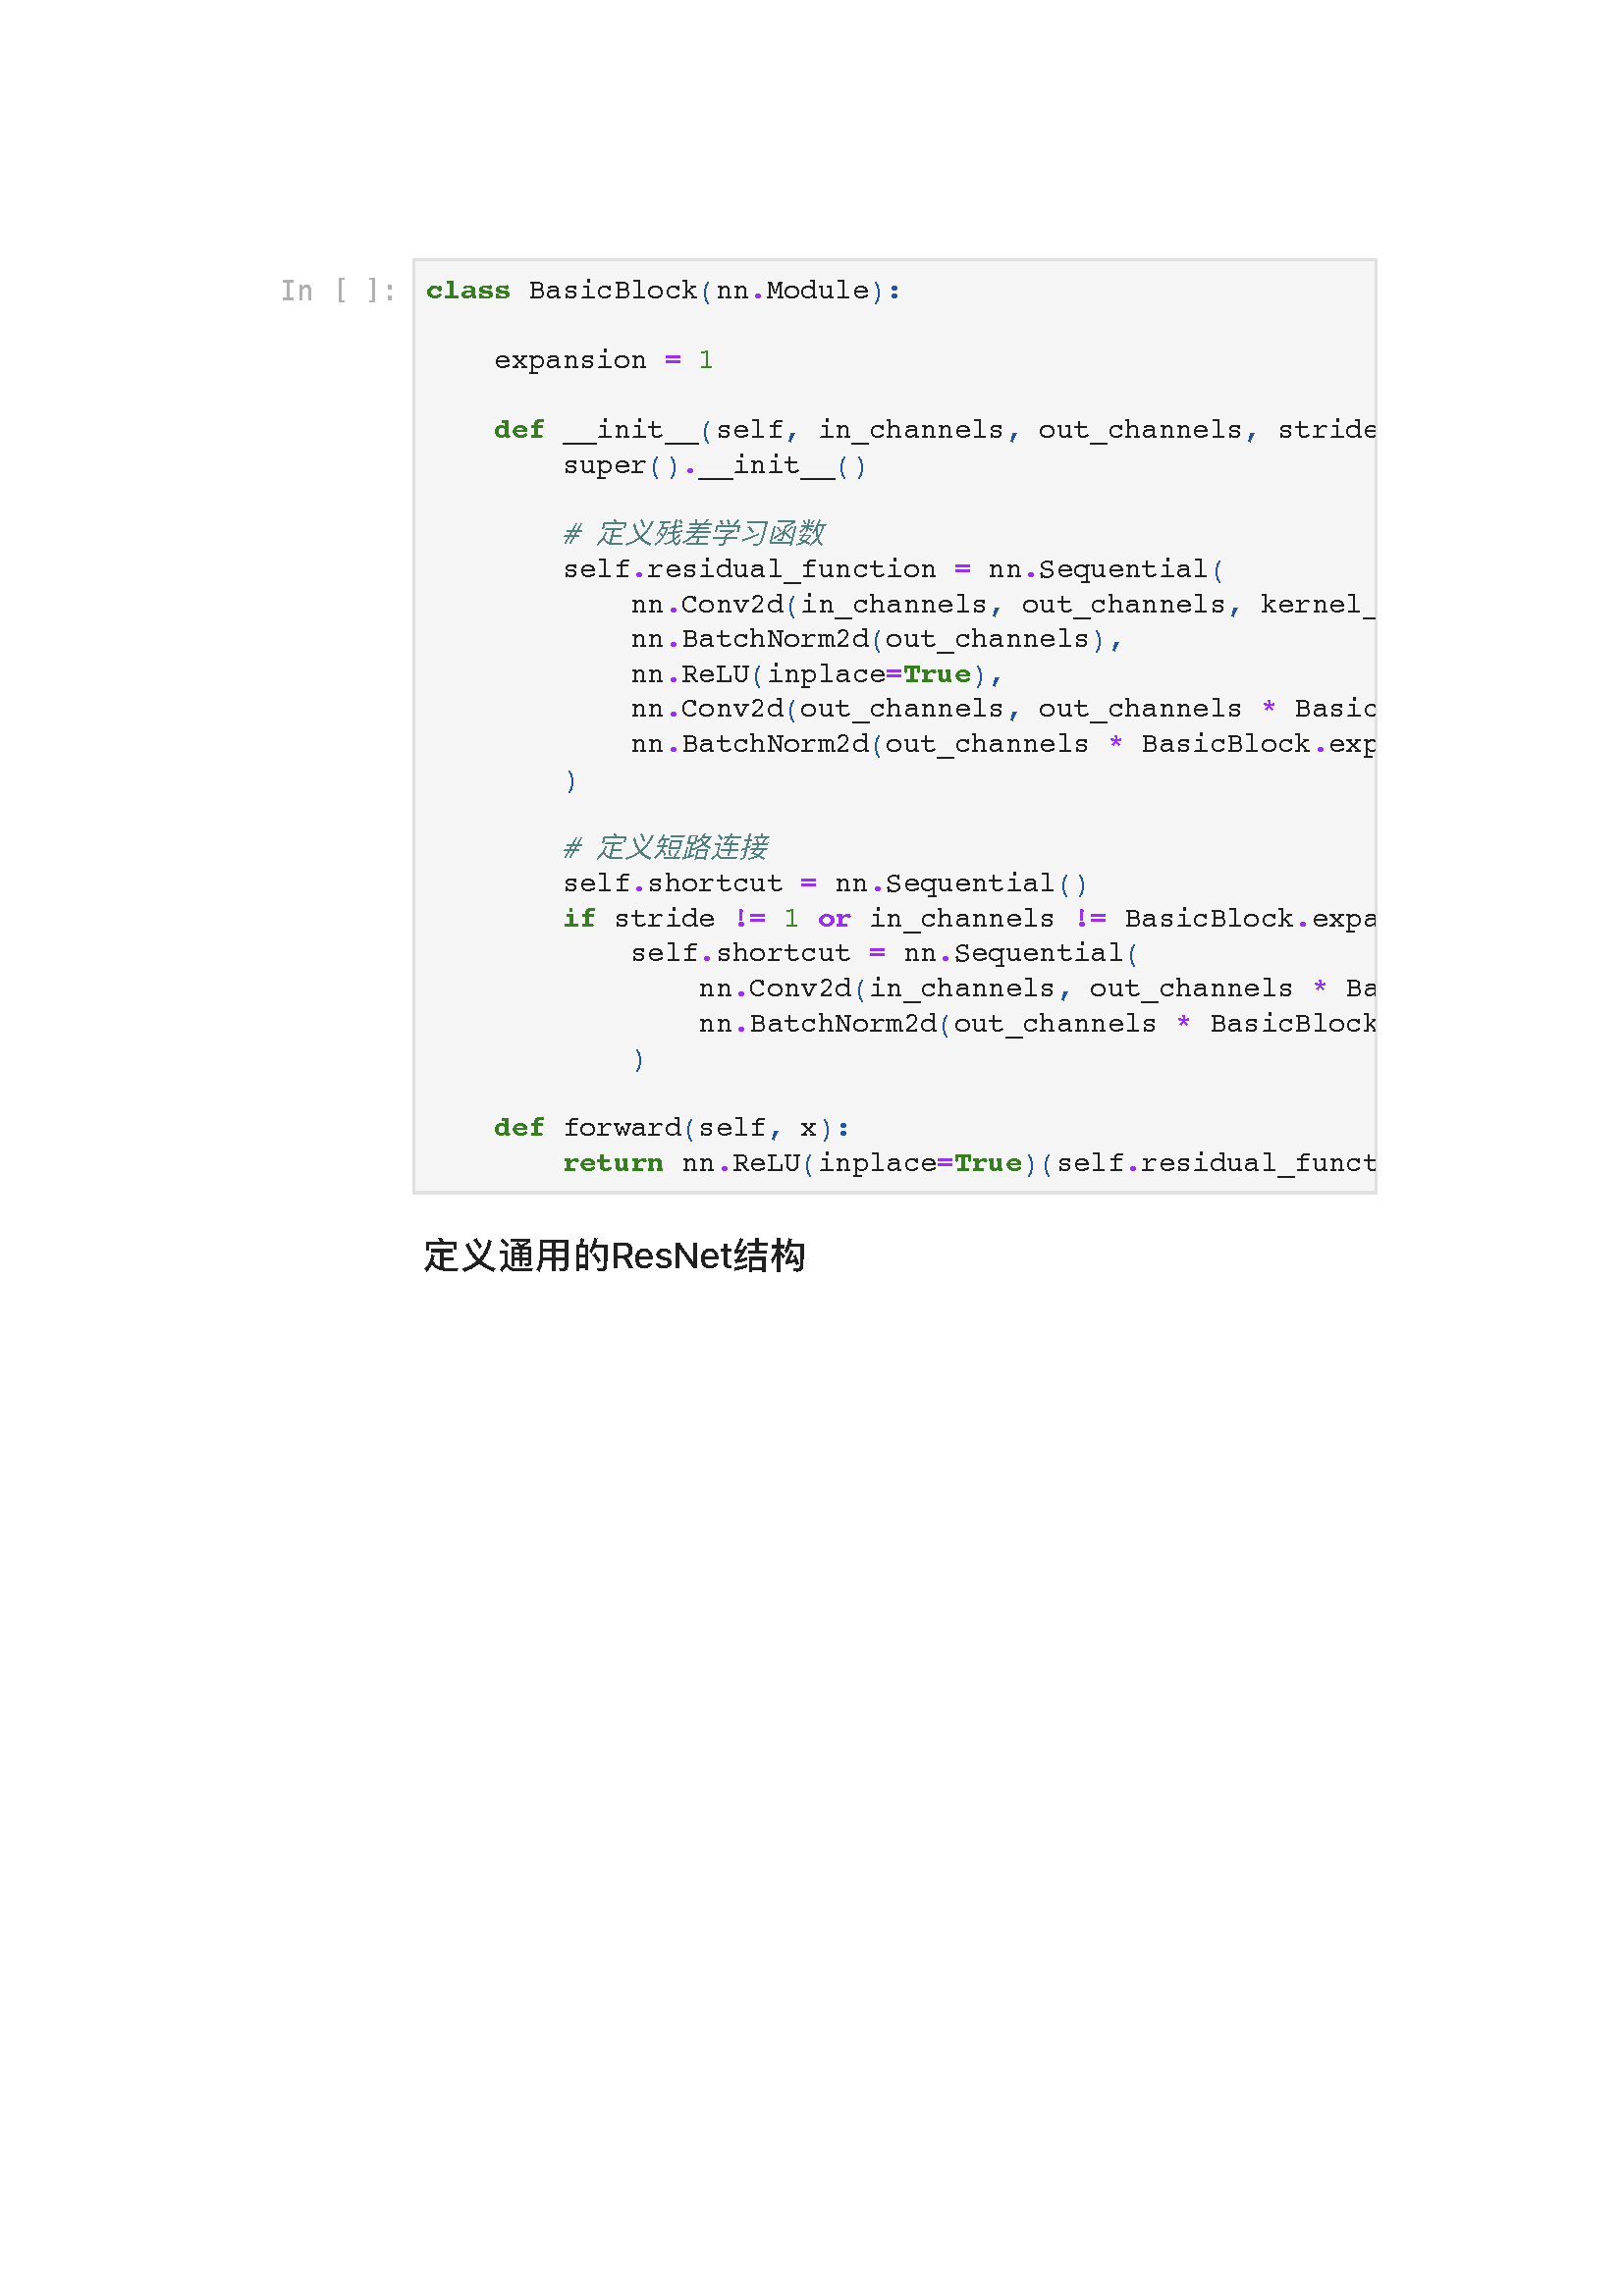 In [ ]:
class BasicBlock(nn.Module):
expansion = 1
def __init__(self, in_channels, out_channels, stride
super().__init__()
# 定义残差学习函数
self.residual_function = nn.Sequential(
nn.Conv2d(in_channels, out_channels, kernel_
nn.BatchNorm2d(out_channels),
nn.ReLU(inplace=True),
nn.Conv2d(out_channels, out_channels * Basic
nn.BatchNorm2d(out_channels * BasicBlock.exp
)
# 定义短路连接
self.shortcut = nn.Sequential()
if stride != 1 or in_channels != BasicBlock.expa
self.shortcut = nn.Sequential(
nn.Conv2d(in_channels, out_channels * Ba
nn.BatchNorm2d(out_channels * BasicBlock
)
def forward(self, x):
return nn.ReLU(inplace=True)(self.residual_funct
定义通用的ResNet结构